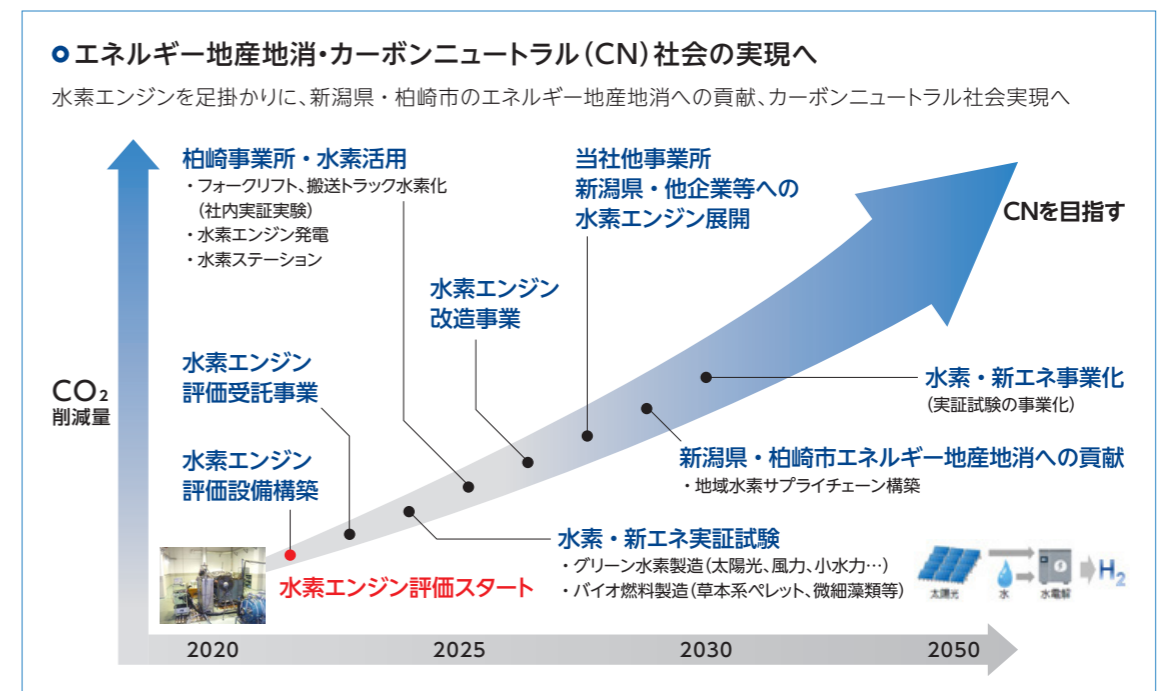 エネルギー地産地消・カーボンニュートラル(CN)社会の実現へ
水素エンジンを足掛かりに、新潟県・柏崎市のエネルギー地産地消への貢献、カーボンニュートラル社会実現へ
柏崎事業所・水素活用
・フォークリフト、搬送トラック水素化
(社内実証実験)
・水素エンジン発電
・水素ステーション
当社他事業所
新潟県・他企業等への
水素エンジン展開
CNを目指す
水素エンジン
改造事業
水素エンジン
評価受託事業
CO₂
削減量
水素・新エネ事業化
(実証試験の事業化)
水素エンジン
評価設備構築
新潟県・柏崎市エネルギー地産地消への貢献
・地域水素サプライチェーン構築
水素・新エネ実証試験
・グリーン水素製造(太陽光、風力、小水力…)
・バイオ燃料製造(草本系ペレット、微細藻類等)
水素エンジン評価スタート
太陽光
水
水電解
H₂
2020
2025
2030
2050